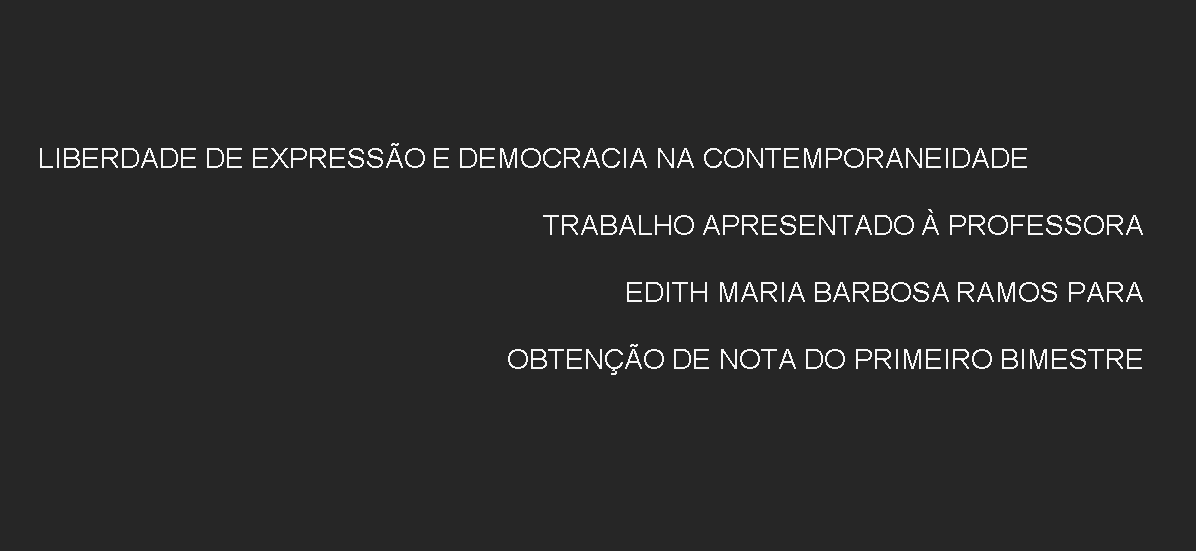 LIBERDADE DE EXPRESSÃO E DEMOCRACIA NA CONTEMPORANEIDADE
TRABALHO APRESENTADO À PROFESSORA
EDITH MARIA BARBOSA RAMOS PARA
OBTENÇÃO DE NOTA DO PRIMEIRO BIMESTRE